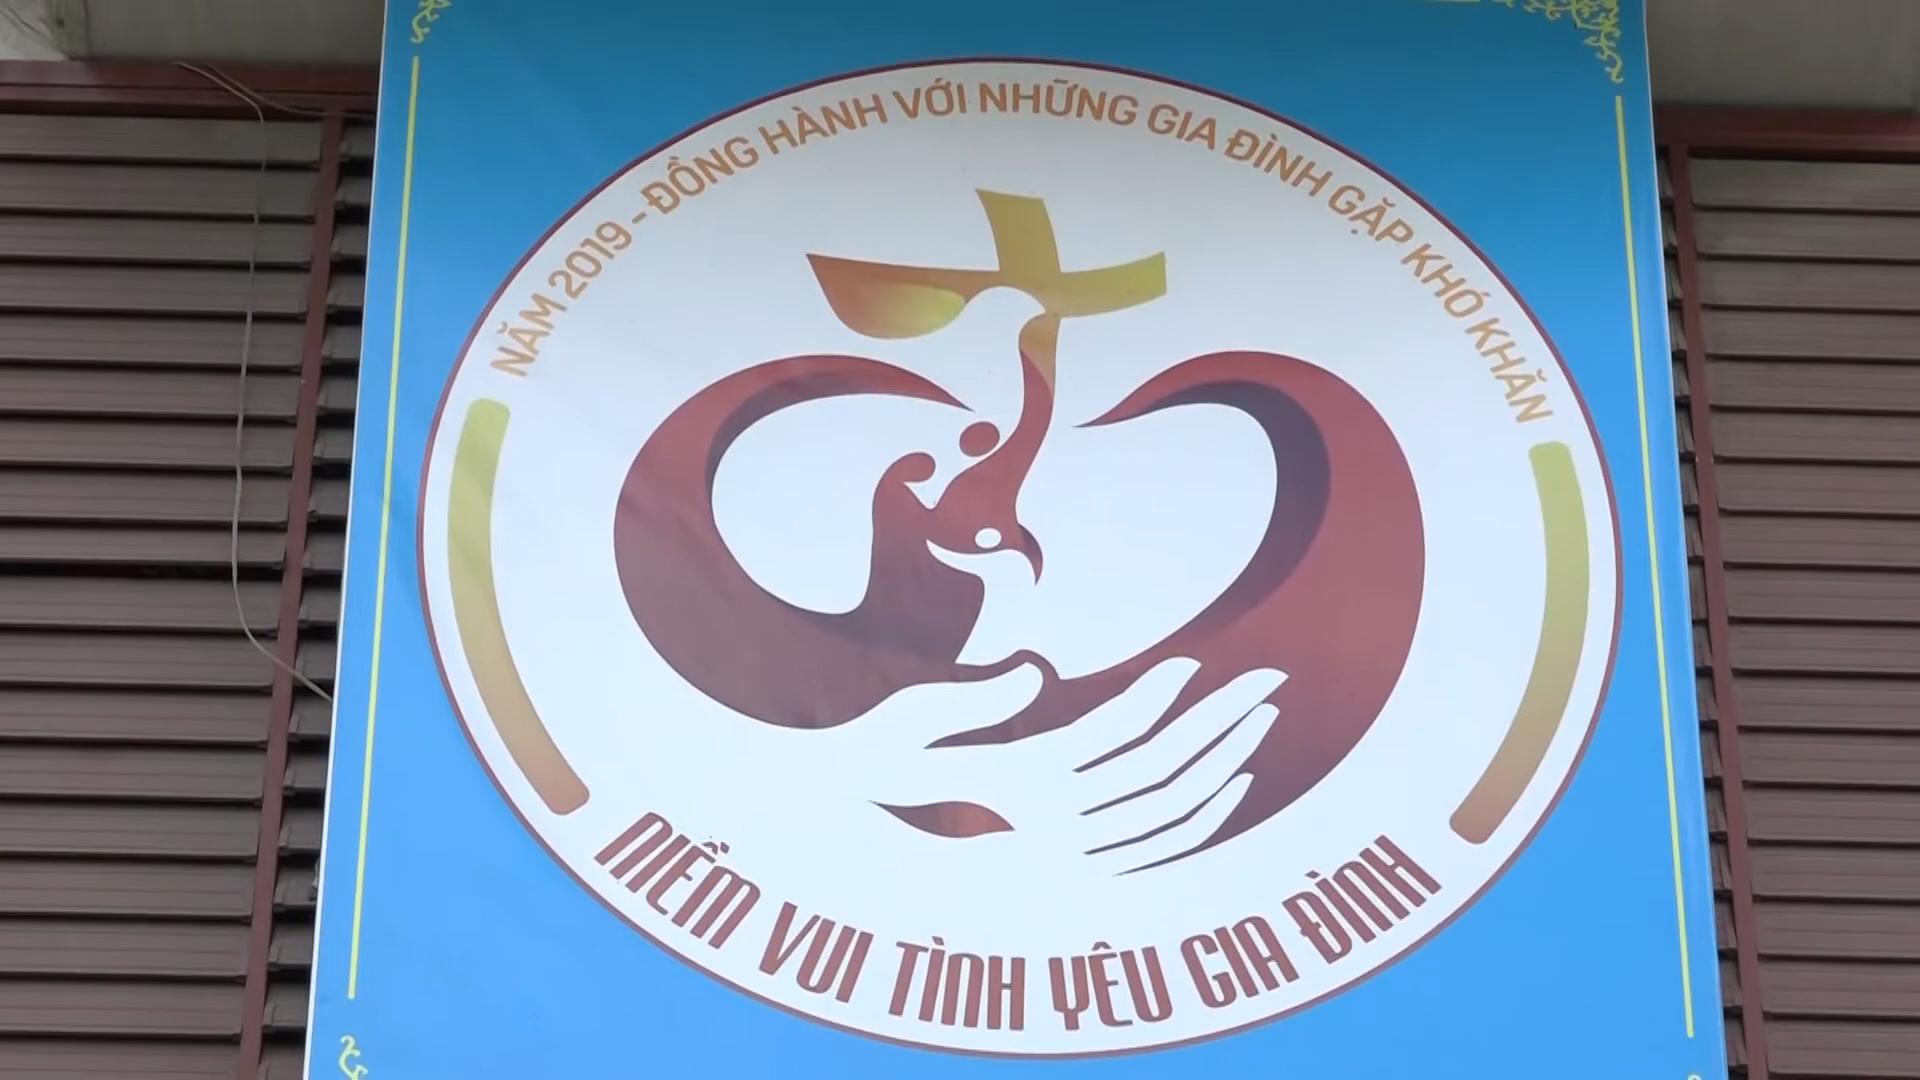 NĂM 2019 - ĐỒNG HÀNH VỚI NHỮNG GIA ĐÌNH GẶP KHÓ KHĂN
NIỀM VUI TÌNH YÊU GIA ĐÌNH